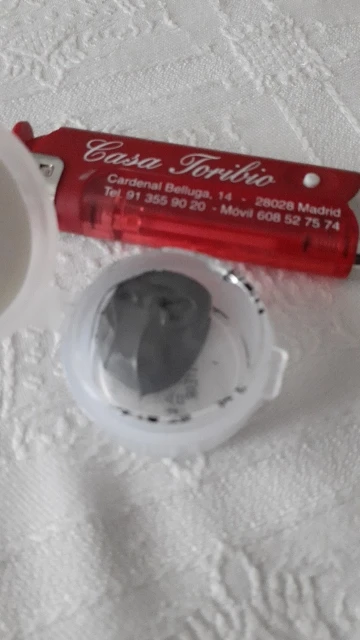 Casa Toribio
Cardenal Belluga, 14 - 28028 Madrid
Tel. 91 355 90 20 - Móvil 608 52 75 74